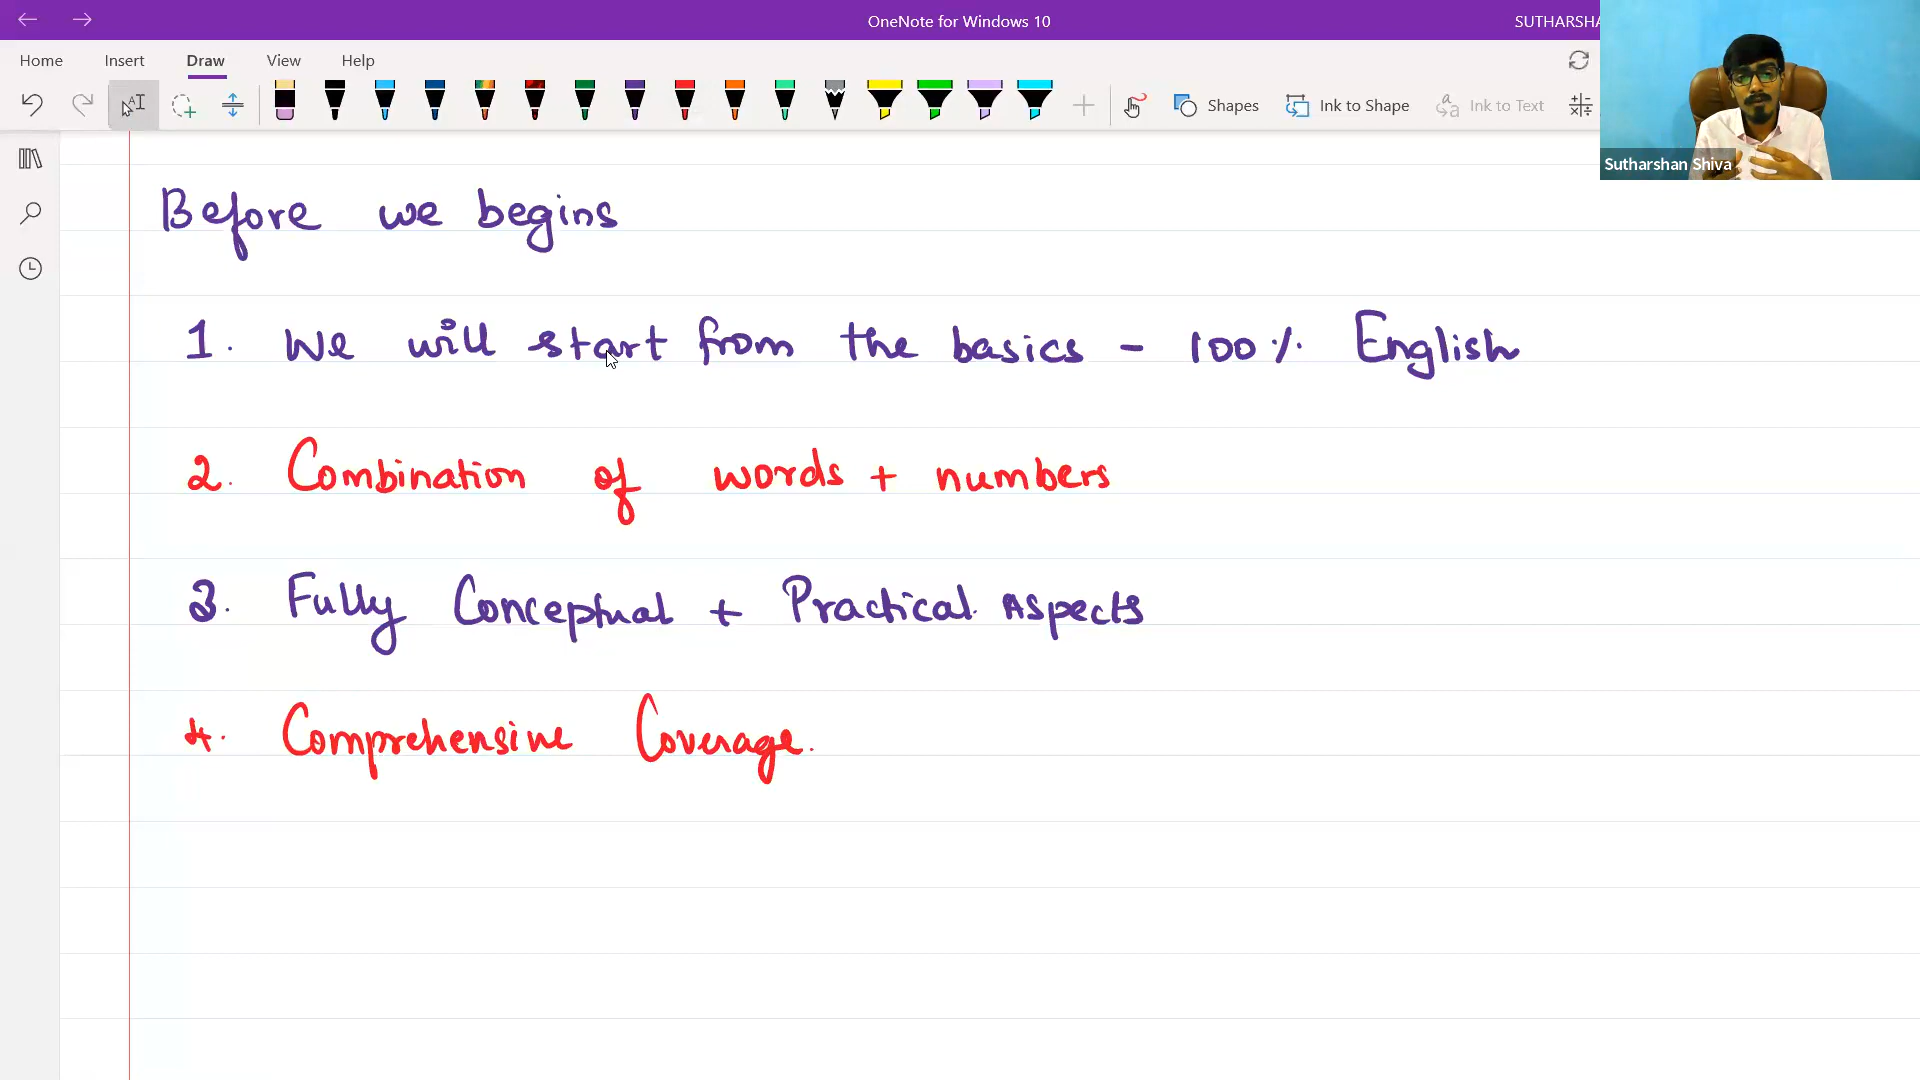 OneNote for Windows 10
SUTHARSHA
Home Insert Draw View Help
Shapes Ink to Shape Ink to Text
Sutharshan Shiva
Before we begins
1. We will start from the basics - 100% English
2. Combination of words + numbers
3. Fully Conceptual + Practical Aspects
4. Comprehensive Coverage.